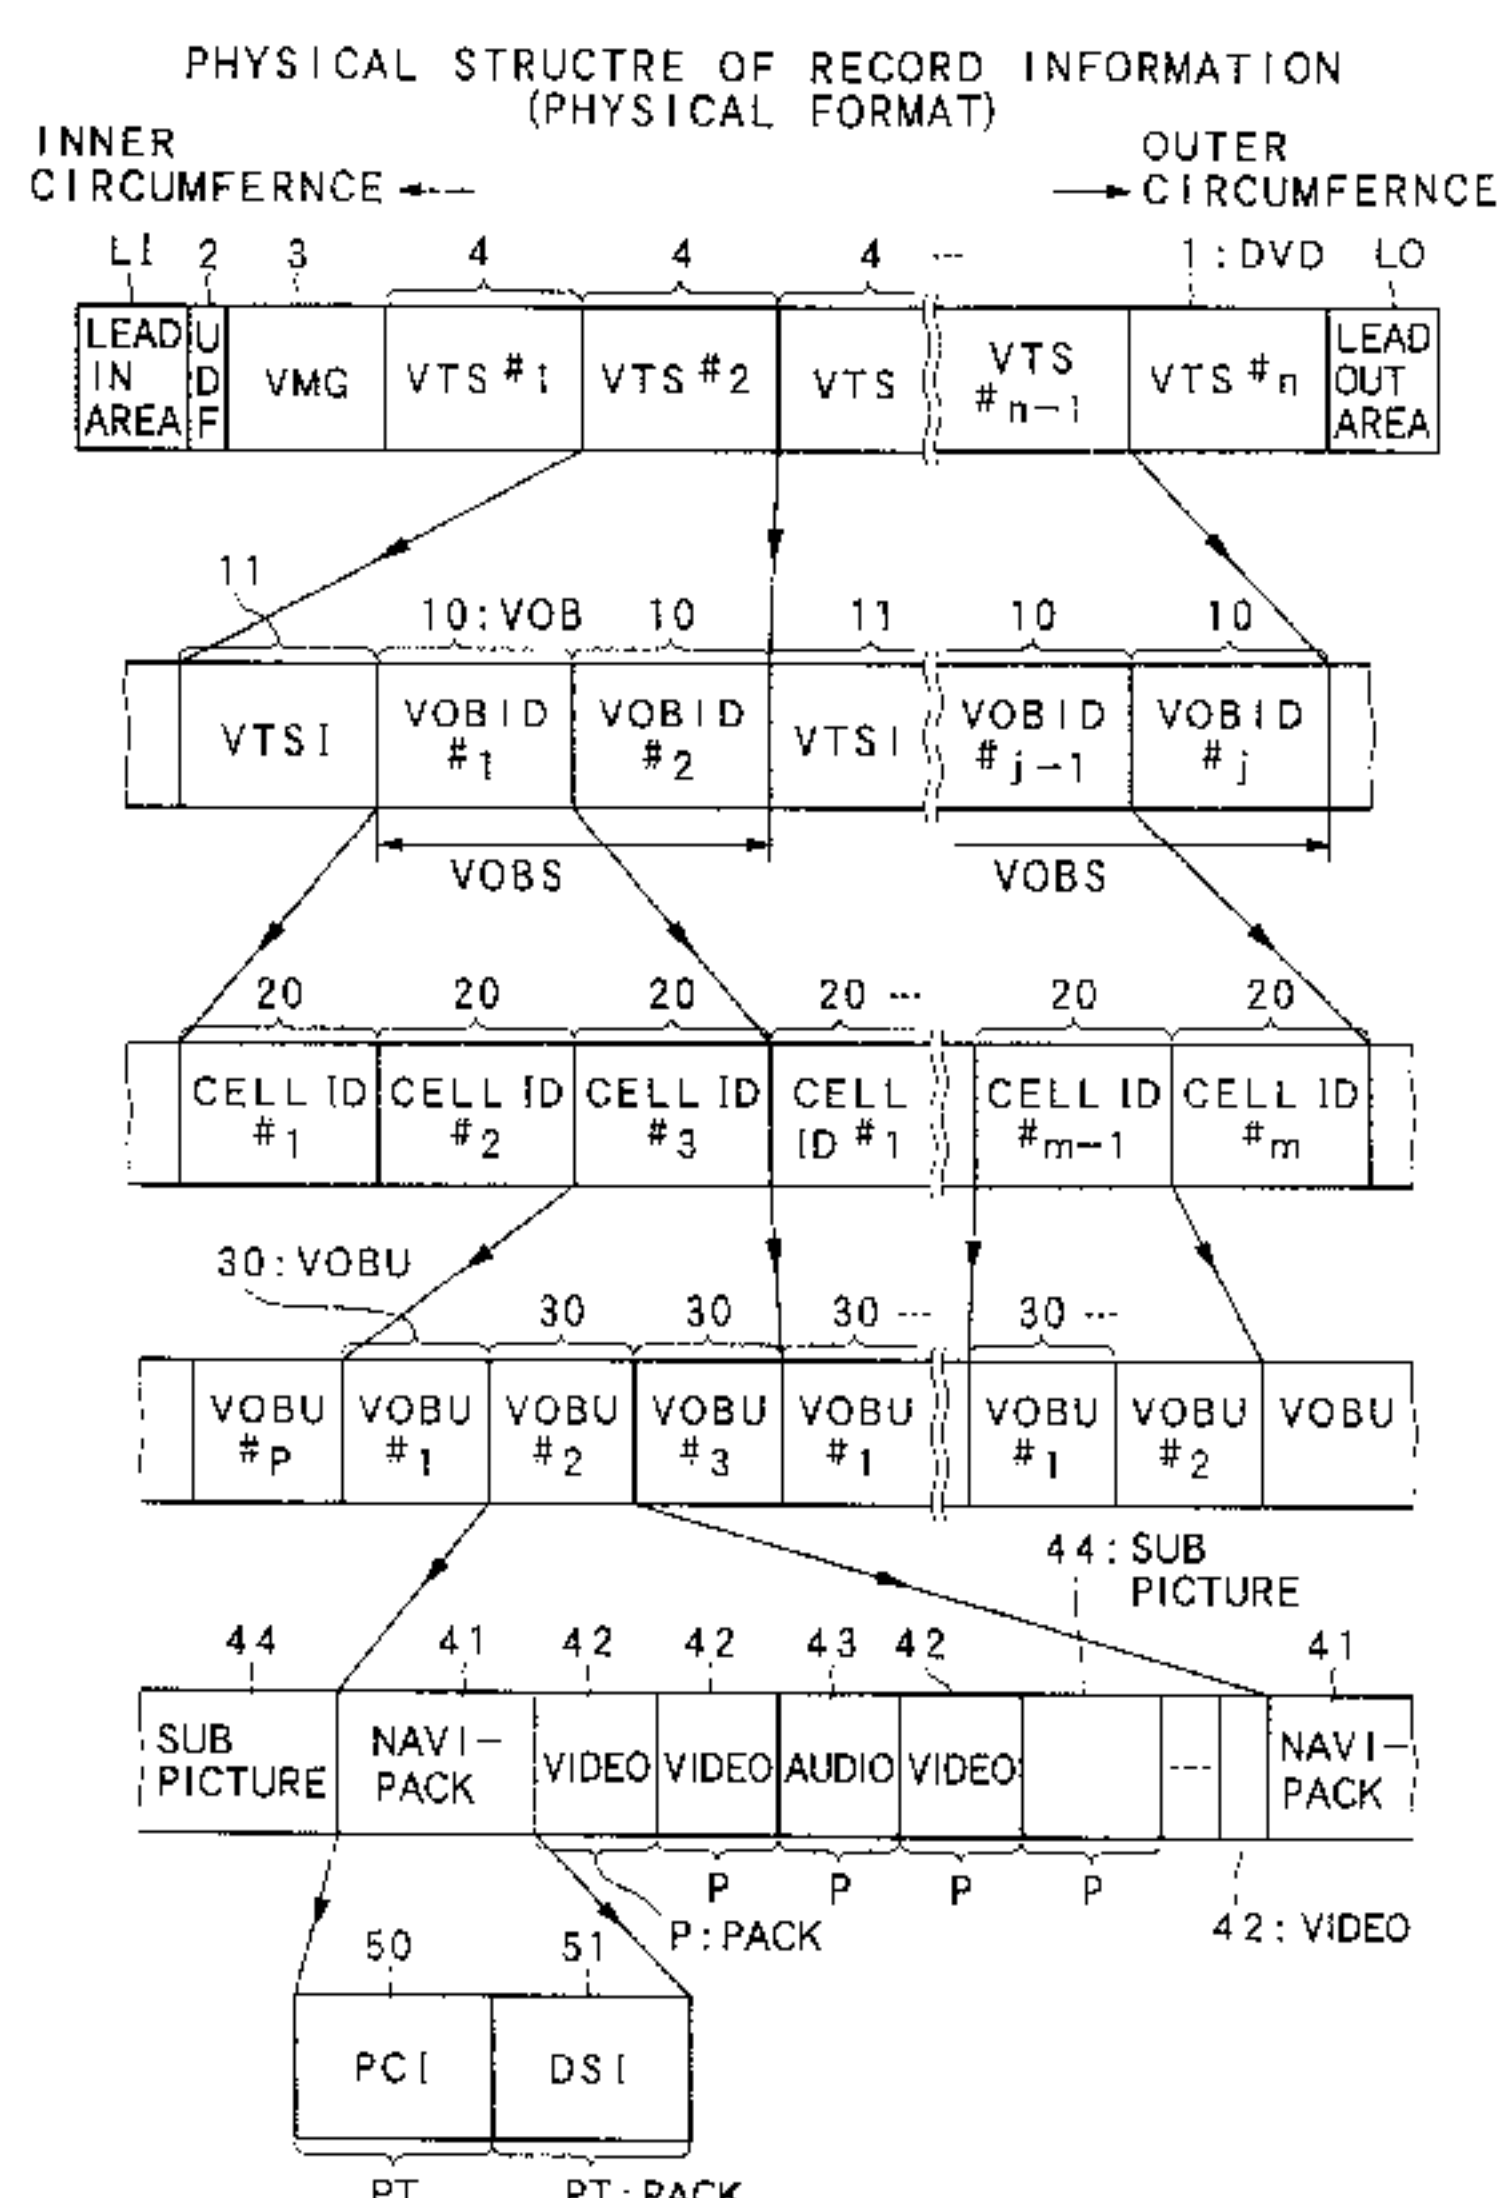 PHYSICAL STRUCTRE OF RECORD INFORMATION
(PHYSICAL FORMAT)
INNER
CIRCUMFERNCE
OUTER
CIRCUMFERNCE
LI 2 3 4 4 4 --- 1:DVD LO
LEAD IN AREA
UDF
VMG
VTS #1
VTS #2
VTS
VTS #n-1
VTS #n
LEAD OUT AREA
11 10:VOB 10 11 10 10
VTSI
VOBID #1
VOBID #2
VTSI
VOBID #j-1
VOBID #j
VOBS VOBS
20 20 20 20 --- 20 20
CELL ID #1
CELL ID #2
CELL ID #3
CELL ID #1
CELL ID #m-1
CELL ID #m
30:VOBU 30 30 30 --- 30 ---
VOBU #P
VOBU #1
VOBU #2
VOBU #3
VOBU #1
VOBU #1
VOBU #2
VOBU
44:SUB
PICTURE
44 41 42 42 43 42 41
SUB PICTURE
NAVI-PACK
VIDEO
VIDEO
AUDIO
VIDEO
---
NAVI-PACK
P P P P
P:PACK
42:VIDEO
50 51
PCI DSI
PT PT:PACK